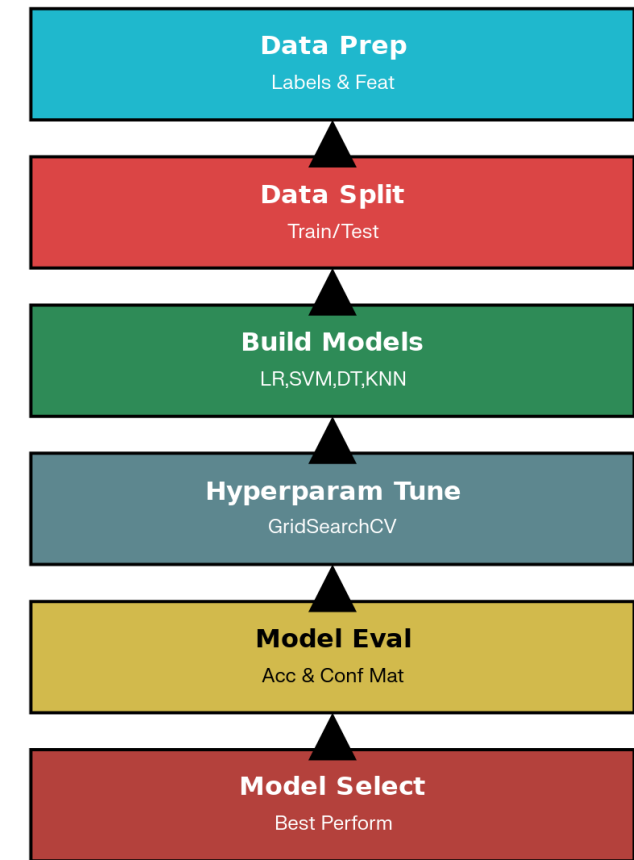 Data Prep
Labels & Feat
Data Split
Train/Test
Build Models
LR,SVM,DT,KNN
Hyperparam Tune
GridSearchCV
Model Eval
Acc & Conf Mat
Model Select
Best Perform